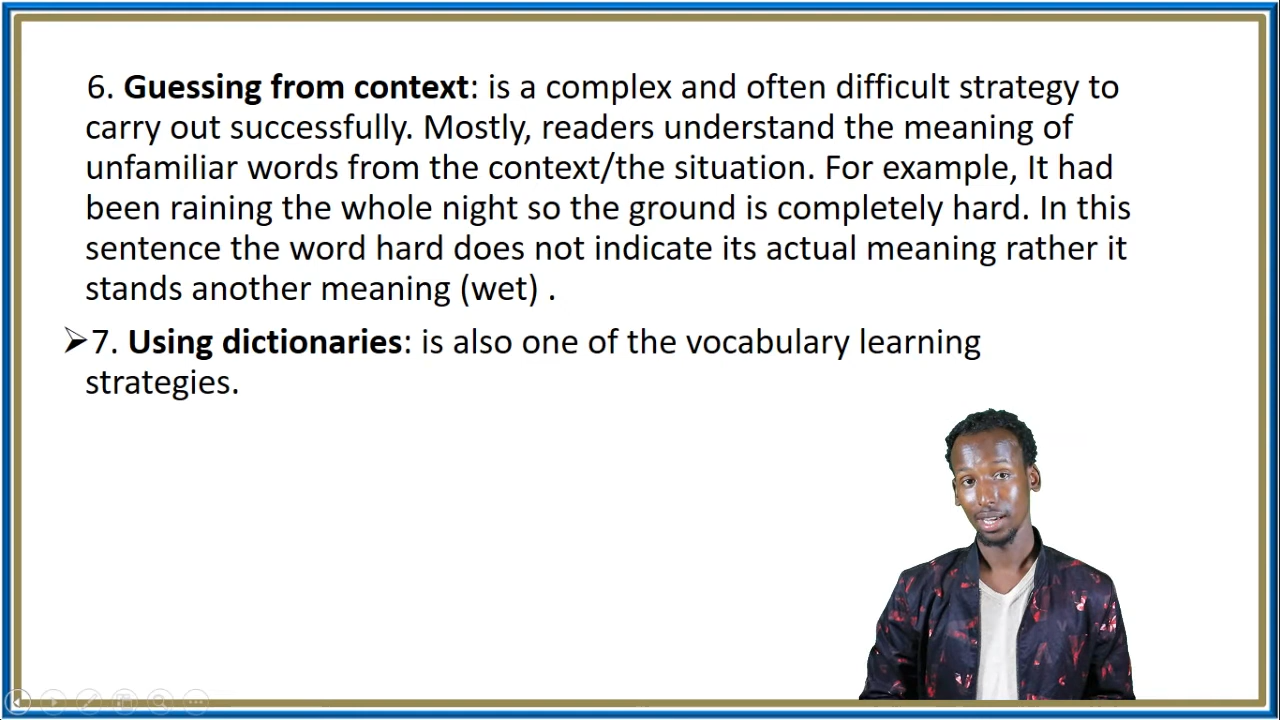 6. Guessing from context: is a complex and often difficult strategy to
carry out successfully. Mostly, readers understand the meaning of
unfamiliar words from the context/the situation. For example, It had
been raining the whole night so the ground is completely hard. In this
sentence the word hard does not indicate its actual meaning rather it
stands another meaning (wet) .
➢7. Using dictionaries: is also one of the vocabulary learning
strategies.